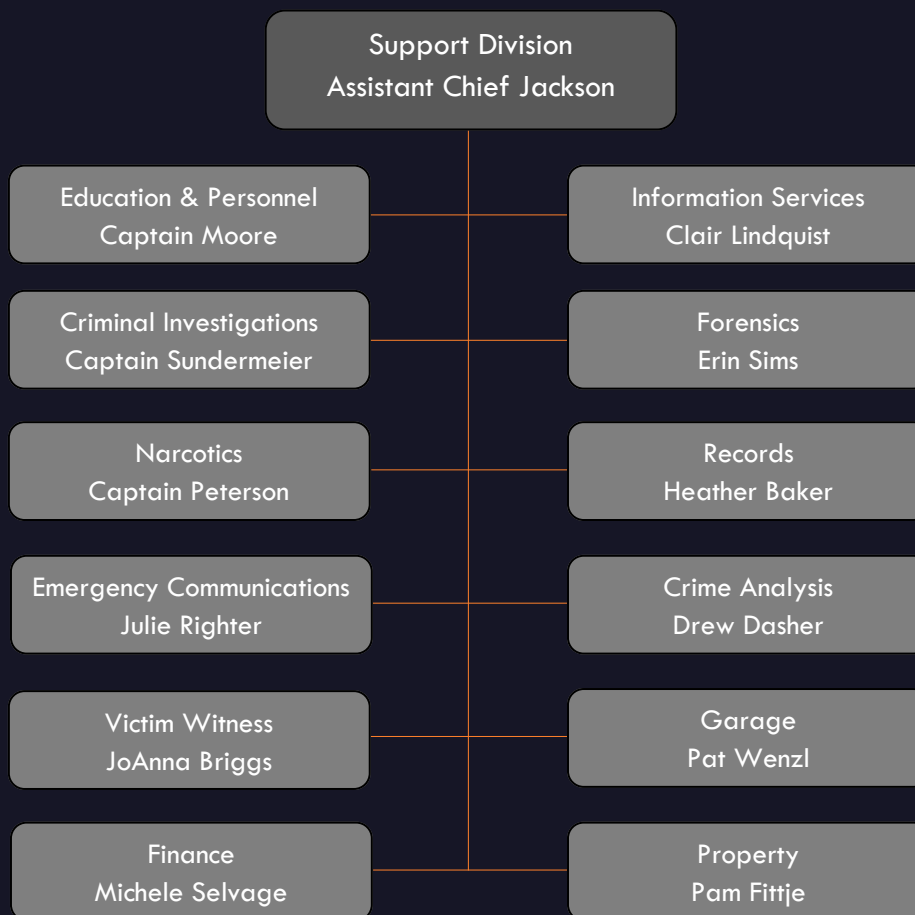 Support Division
Assistant Chief Jackson
Education & Personnel
Captain Moore
Information Services
Clair Lindquist
Criminal Investigations
Captain Sundermeier
Forensics
Erin Sims
Narcotics
Captain Peterson
Records
Heather Baker
Emergency Communications
Julie Righter
Crime Analysis
Drew Dasher
Victim Witness
JoAnna Briggs
Garage
Pat Wenzl
Finance
Michele Selvage
Property
Pam Fittje